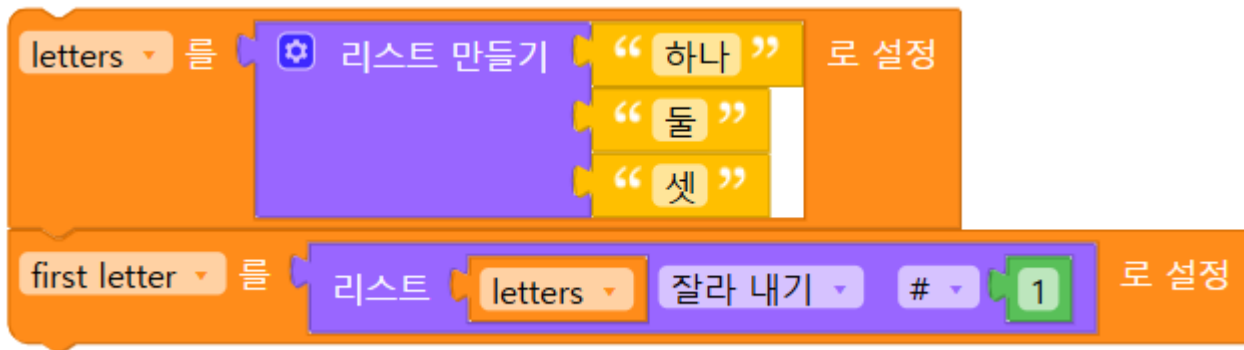 letters 를 리스트 만들기 “ 하나 ” 로 설정
“ 둘 ”
“ 셋 ”
first letter 를 리스트 letters 잘라 내기 # 1 로 설정